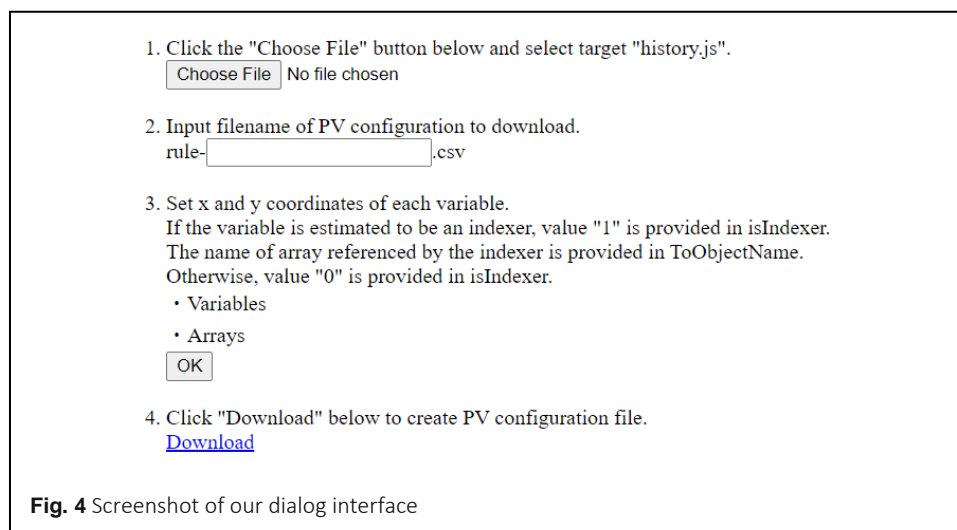 1. Click the "Choose File" button below and select target "history.js".
Choose File No file chosen
2. Input filename of PV configuration to download.
rule- .csv
3. Set x and y coordinates of each variable.
If the variable is estimated to be an indexer, value "1" is provided in isIndexer.
The name of array referenced by the indexer is provided in ToObjectName.
Otherwise, value "0" is provided in isIndexer.
・Variables
・Arrays
OK
4. Click "Download" below to create PV configuration file.
Download
Fig. 4 Screenshot of our dialog interface